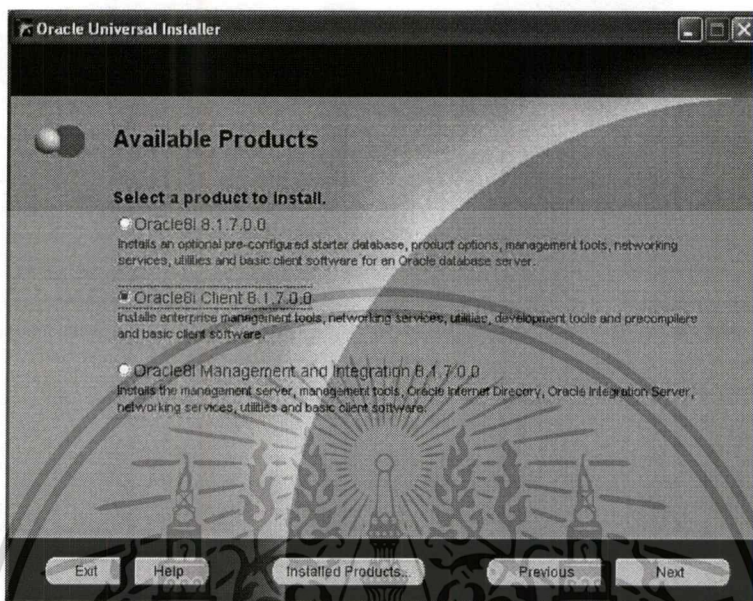 Oracle Universal Installer
Available Products
Select a product to install.
Oracle8i 8.1.7.0.0
Installs an optional pre-configured starter database, product options, management tools, networking
services, utilities and basic client software for an Oracle database server.
Oracle8i Client 8.1.7.0.0
Installs enterprise management tools, networking services, utilities, development tools and precompilers
and basic client software.
Oracle8i Management and Integration 8.1.7.0.0
Installs the management server, management tools, Oracle Internet Direcory, Oracle Integration Server,
networking services, utilities and basic client software.
Exit
Help
Installed Products...
Previous
Next